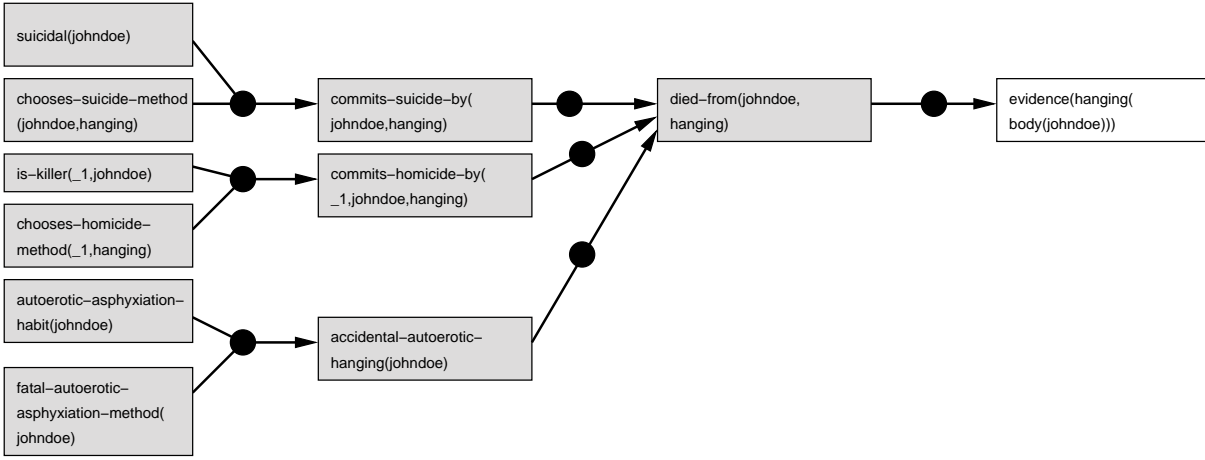 suicidal(johndoe)
chooses−suicide−method
(johndoe,hanging)
is−killer(_1,johndoe)
chooses−homicide−
method(_1,hanging)
autoerotic−asphyxiation−
habit(johndoe)
fatal−autoerotic−
asphyxiation−method(
johndoe)
commits−suicide−by(
johndoe,hanging)
commits−homicide−by(
_1,johndoe,hanging)
accidental−autoerotic−
hanging(johndoe)
died−from(johndoe,
hanging)
evidence(hanging(
body(johndoe)))